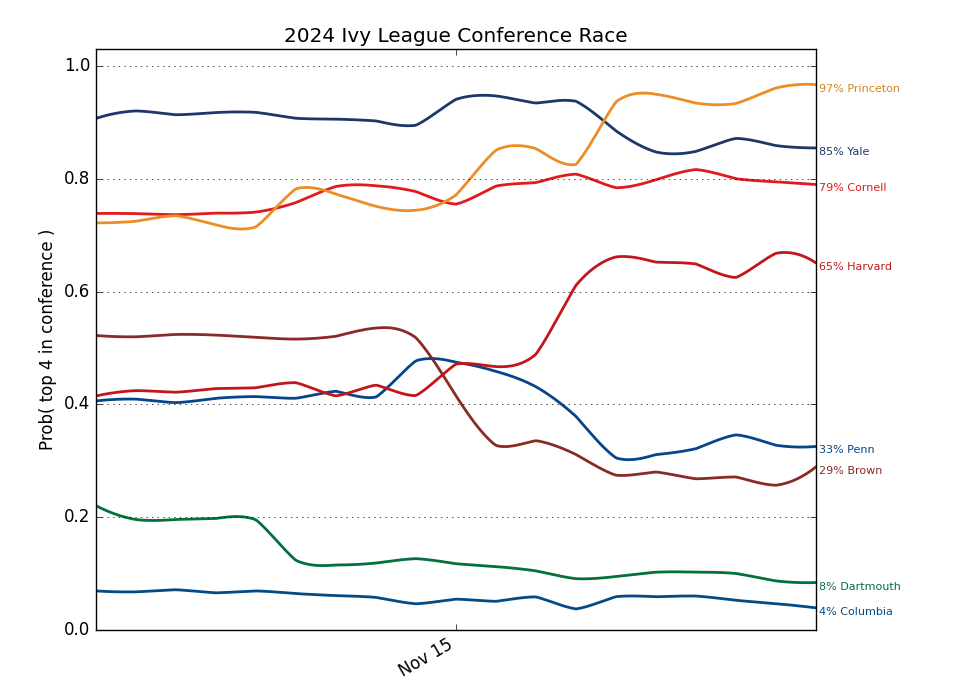 2024 Ivy League Conference Race
Prob( top 4 in conference )
1.0
0.8
0.6
0.4
0.2
0.0
97% Princeton
85% Yale
79% Cornell
65% Harvard
33% Penn
29% Brown
8% Dartmouth
4% Columbia
Nov 15